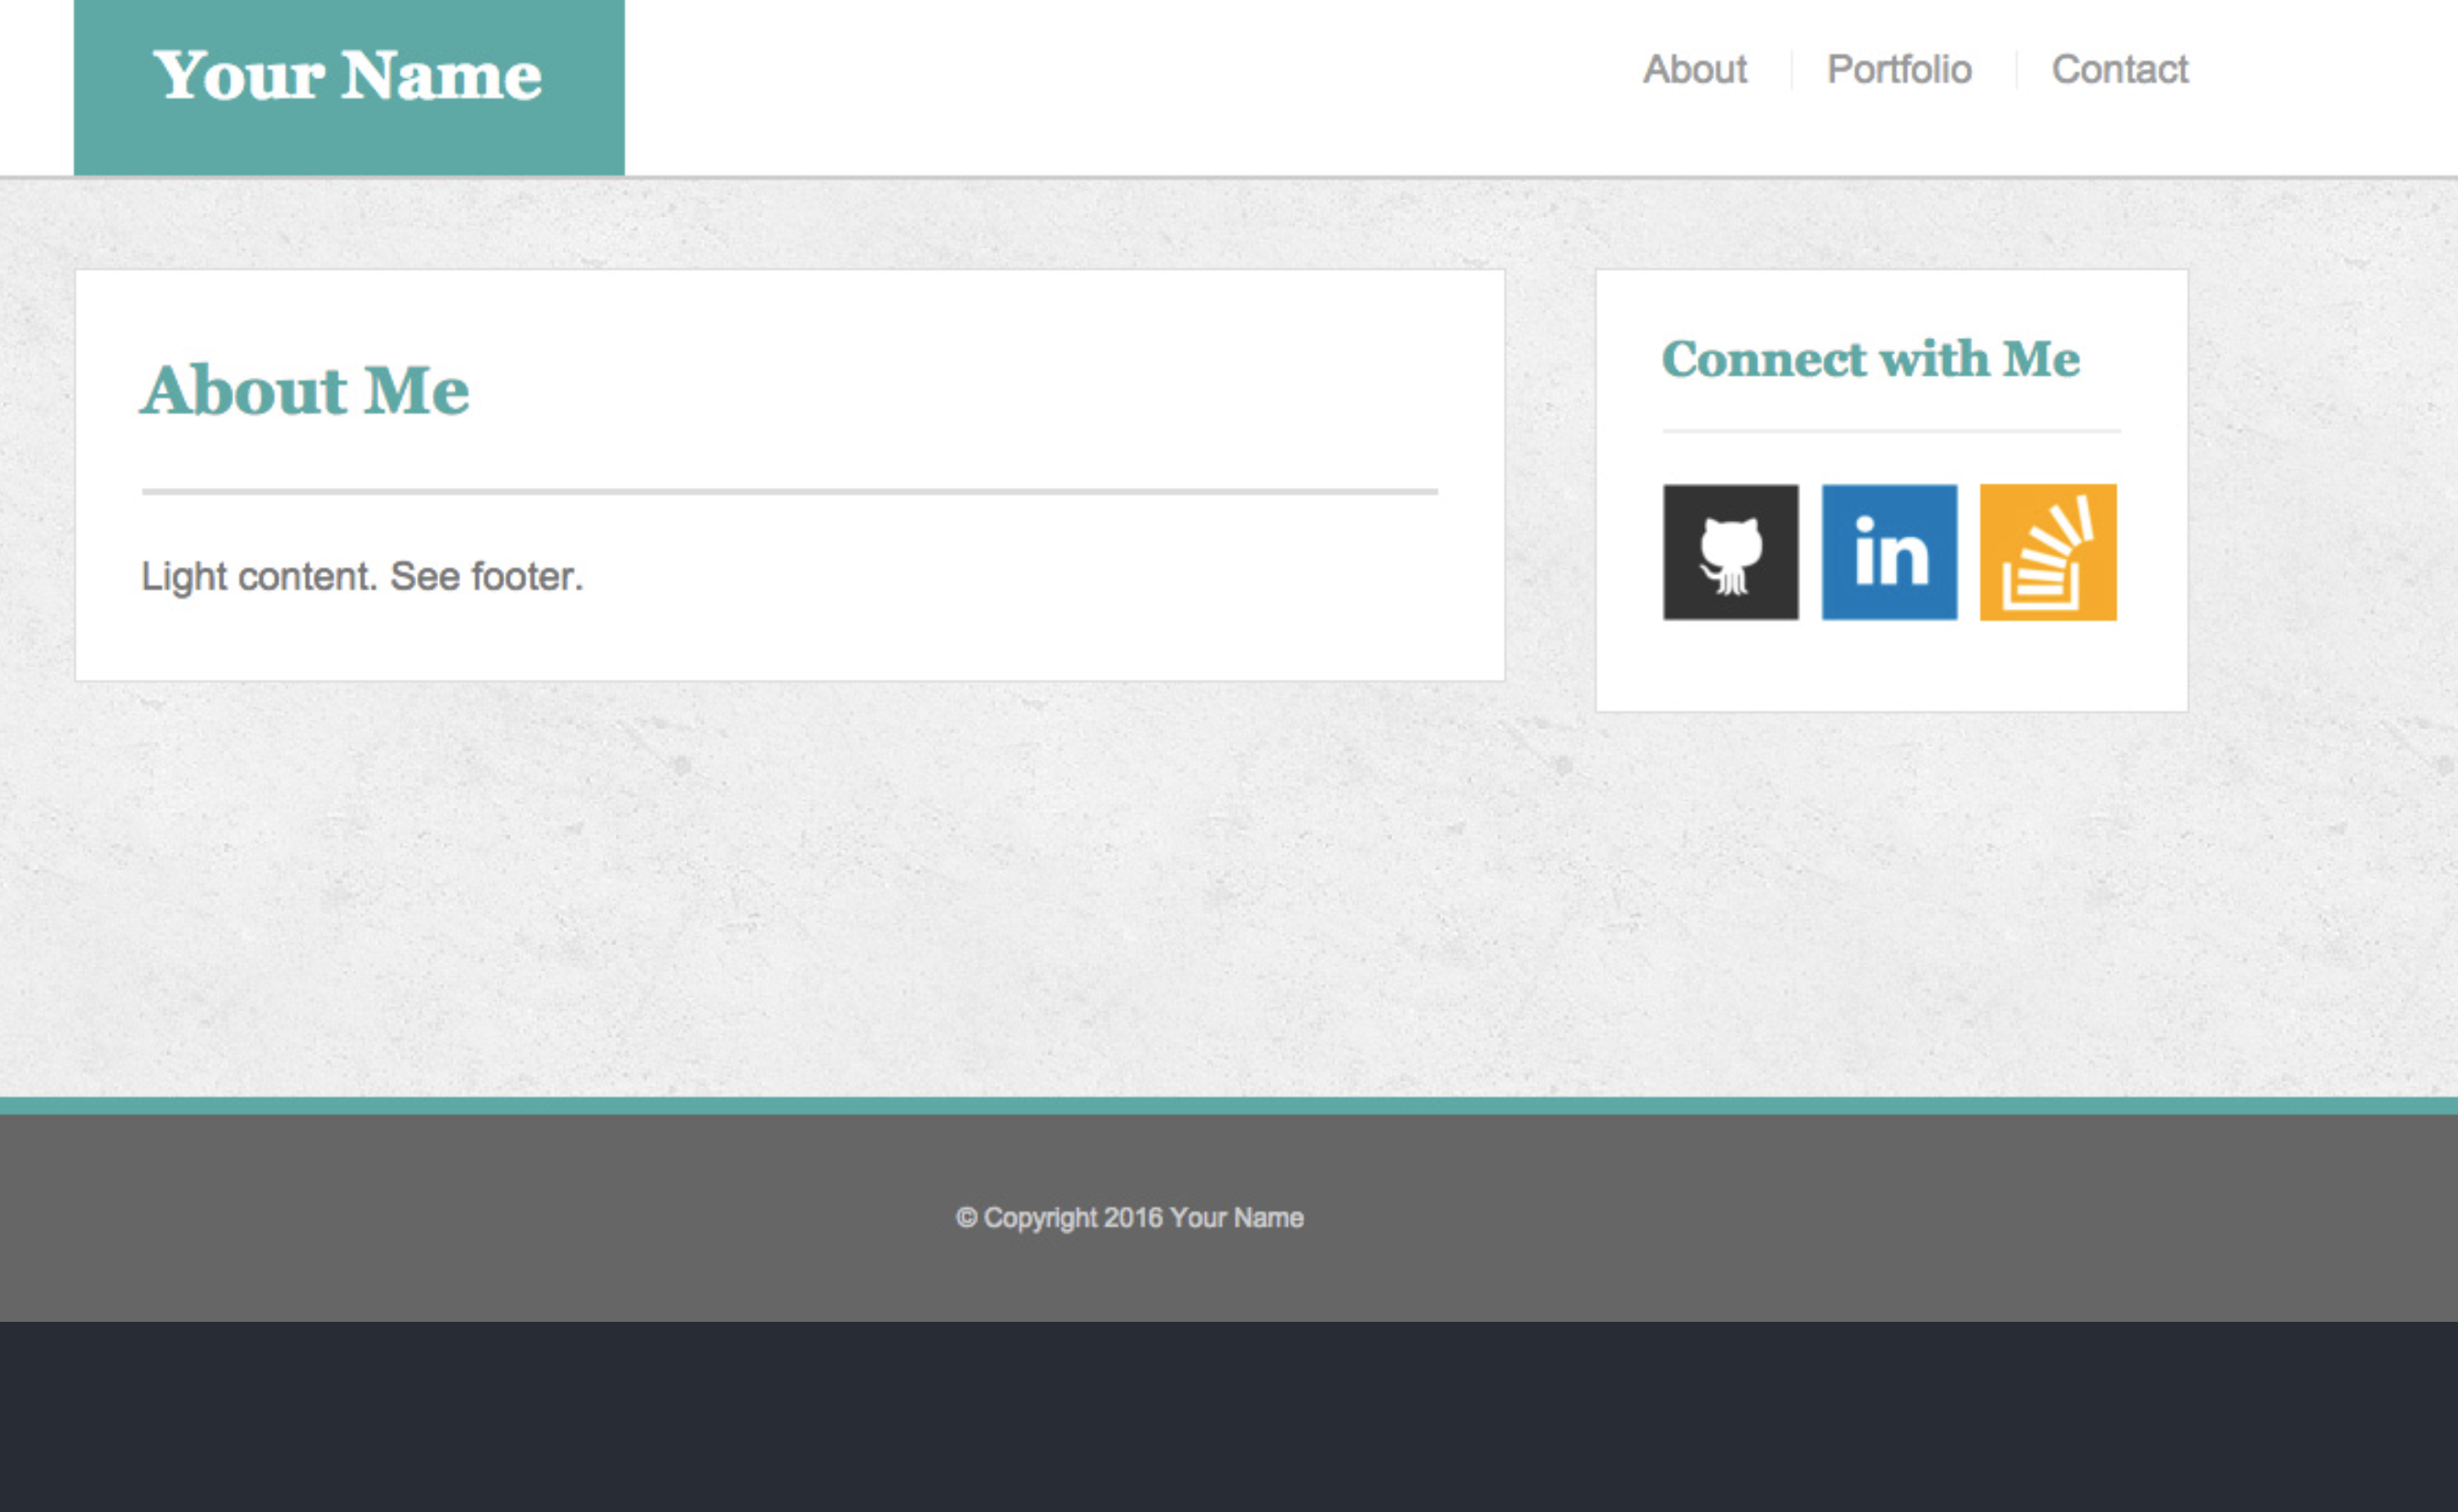 Your Name
About
Portfolio
Contact
About Me
Light content. See footer.
Connect with Me
in
© Copyright 2016 Your Name